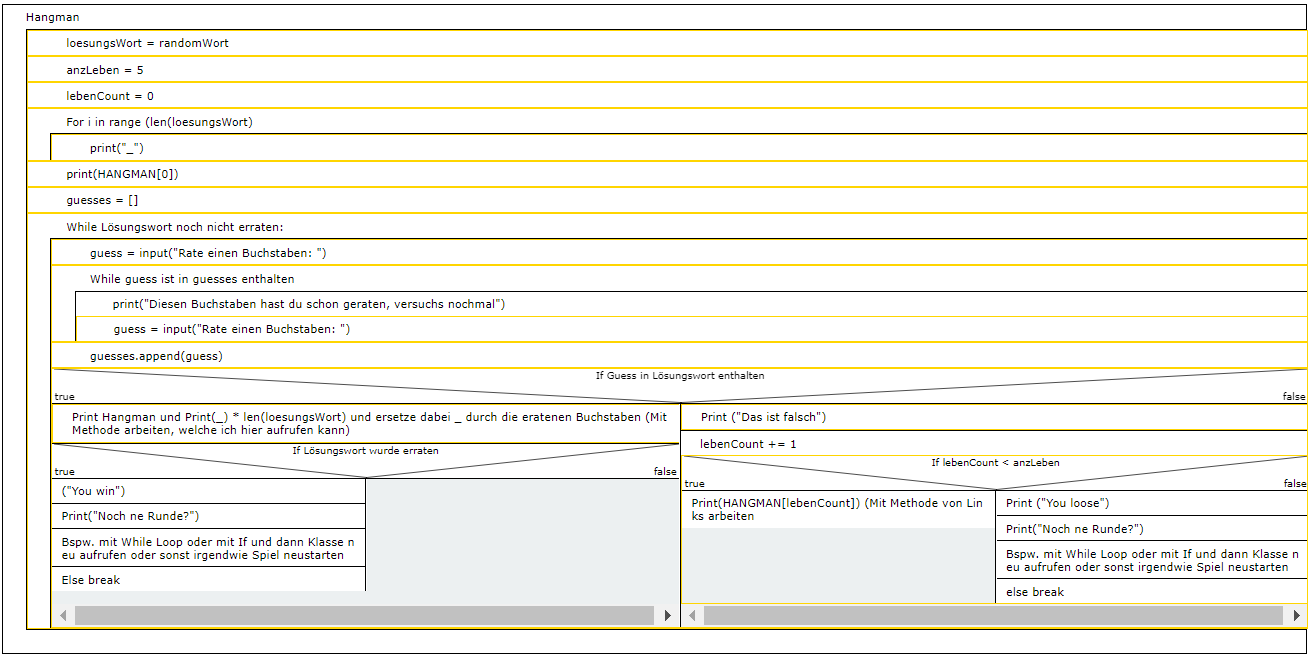 Hangman
loesungsWort = randomWort
anzLeben = 5
lebenCount = 0
For i in range (len(loesungsWort)
print("_")
print(HANGMAN[0])
guesses = []
While Lösungswort noch nicht erraten:
guess = input("Rate einen Buchstaben: ")
While guess ist in guesses enthalten
print("Diesen Buchstaben hast du schon geraten, versuchs nochmal")
guess = input("Rate einen Buchstaben: ")
guesses.append(guess)
If Guess in Lösungswort enthalten
true
false
Print Hangman und Print(_) * len(loesungsWort) und ersetze dabei _ durch die eratenen Buchstaben (Mit
Methode arbeiten, welche ich hier aufrufen kann)
If Lösungswort wurde erraten
true
false
("You win")
Print("Noch ne Runde?")
Bspw. mit While Loop oder mit If und dann Klasse n
eu aufrufen oder sonst irgendwie Spiel neustarten
Else break
Print ("Das ist falsch")
lebenCount += 1
If lebenCount < anzLeben
true
false
Print(HANGMAN[lebenCount]) (Mit Methode von Lin
ks arbeiten
Print ("You loose")
Print("Noch ne Runde?")
Bspw. mit While Loop oder mit If und dann Klasse n
eu aufrufen oder sonst irgendwie Spiel neustarten
else break